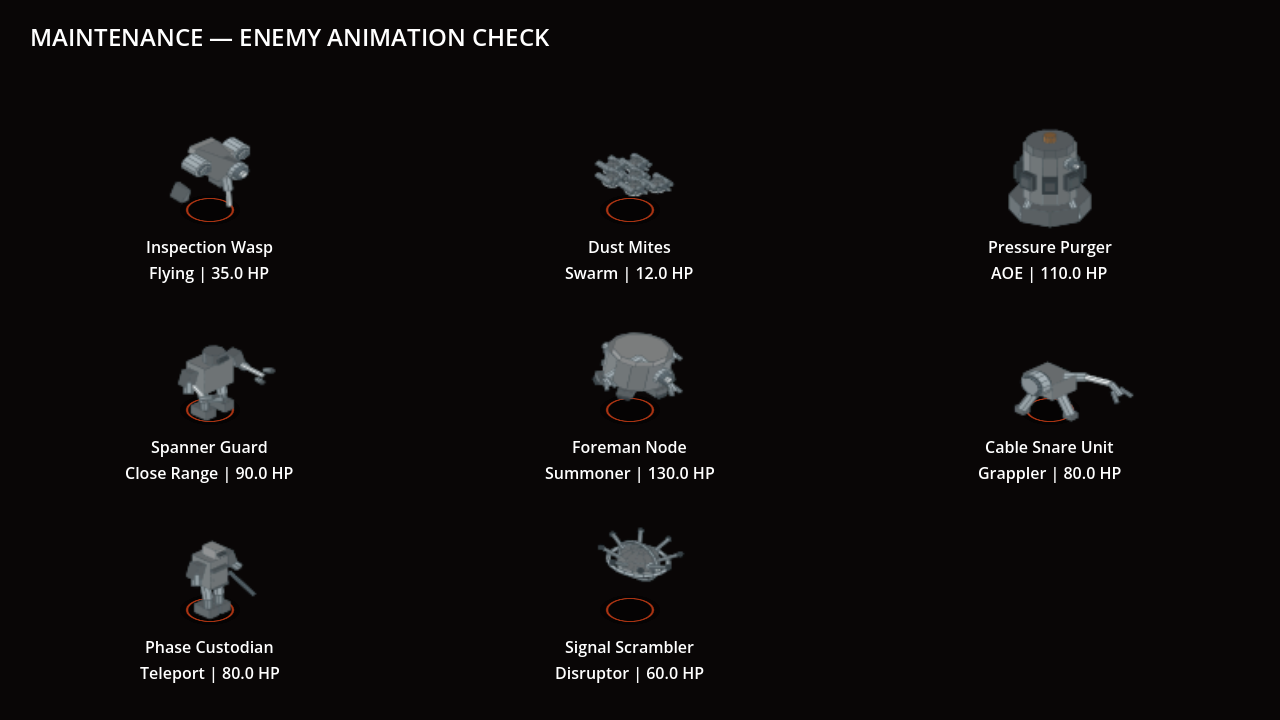 MAINTENANCE — ENEMY ANIMATION CHECK
Inspection Wasp
Flying | 35.0 HP
Dust Mites
Swarm | 12.0 HP
Pressure Purger
AOE | 110.0 HP
Spanner Guard
Close Range | 90.0 HP
Foreman Node
Summoner | 130.0 HP
Cable Snare Unit
Grappler | 80.0 HP
Phase Custodian
Teleport | 80.0 HP
Signal Scrambler
Disruptor | 60.0 HP